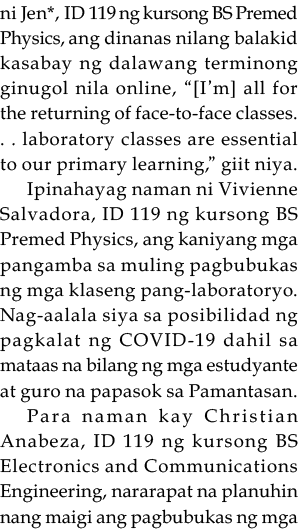 ni Jen*, ID 119 ng kursong BS Premed
Physics, ang dinanas nilang balakid
kasabay ng dalawang terminong
ginugol nila online, “[I’m] all for
the returning of face-to-face classes.
. . laboratory classes are essential
to our primary learning,” giit niya.
Ipinahayag naman ni Vivienne
Salvadora, ID 119 ng kursong BS
Premed Physics, ang kaniyang mga
pangamba sa muling pagbubukas
ng mga klaseng pang-laboratoryo.
Nag-aalala siya sa posibilidad ng
pagkalat ng COVID-19 dahil sa
mataas na bilang ng mga estudyante
at guro na papasok sa Pamantasan.
Para naman kay Christian
Anabeza, ID 119 ng kursong BS
Electronics and Communications
Engineering, nararapat na planuhin
nang maigi ang pagbubukas ng mga